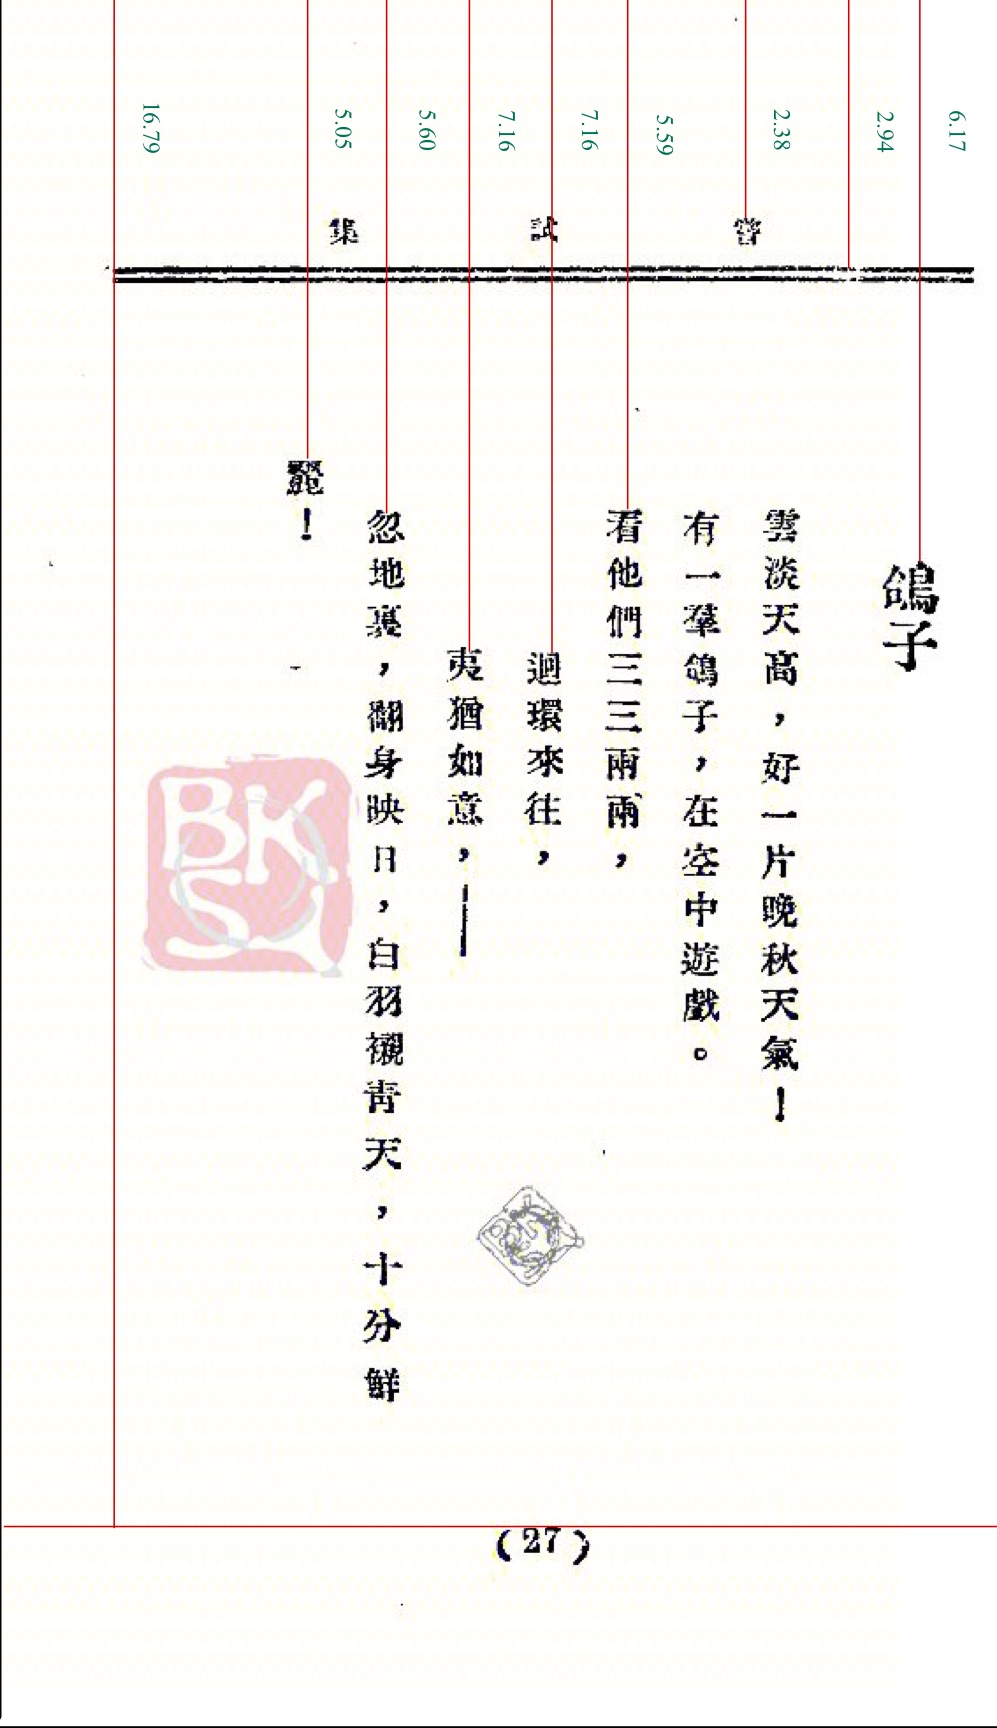 6.17
2.94
2.38
5.59
7.16
7.16
5.60
5.05
16.79
嘗試集
鴿子
雲淡天高，好一片晚秋天氣！
有一羣鴿子，在空中遊戲。
看他們三三兩兩，
迴環來往，
夷猶如意，——
忽地裏，翻身映日，白羽襯青天，十分鮮
麗！
BKSJ
(27)